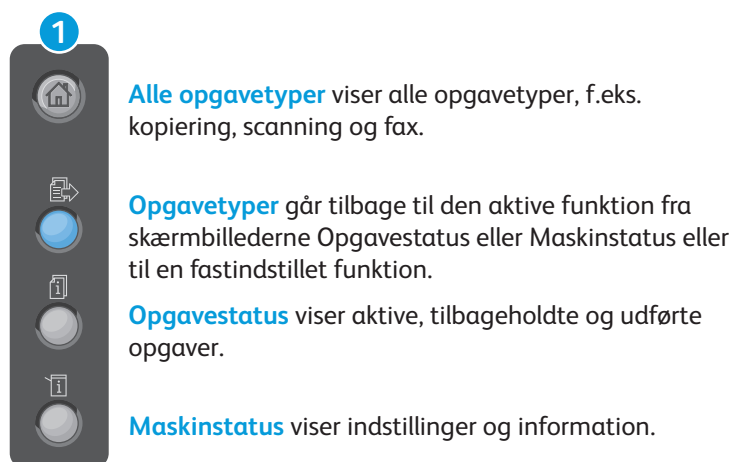 1
Alle opgavetyper viser alle opgavetyper, f.eks.
kopiering, scanning og fax.
Opgavetyper går tilbage til den aktive funktion fra
skærmbillederne Opgavestatus eller Maskinstatus eller
til en fastindstillet funktion.
Opgavestatus viser aktive, tilbageholdte og udførte
opgaver.
Maskinstatus viser indstillinger og information.